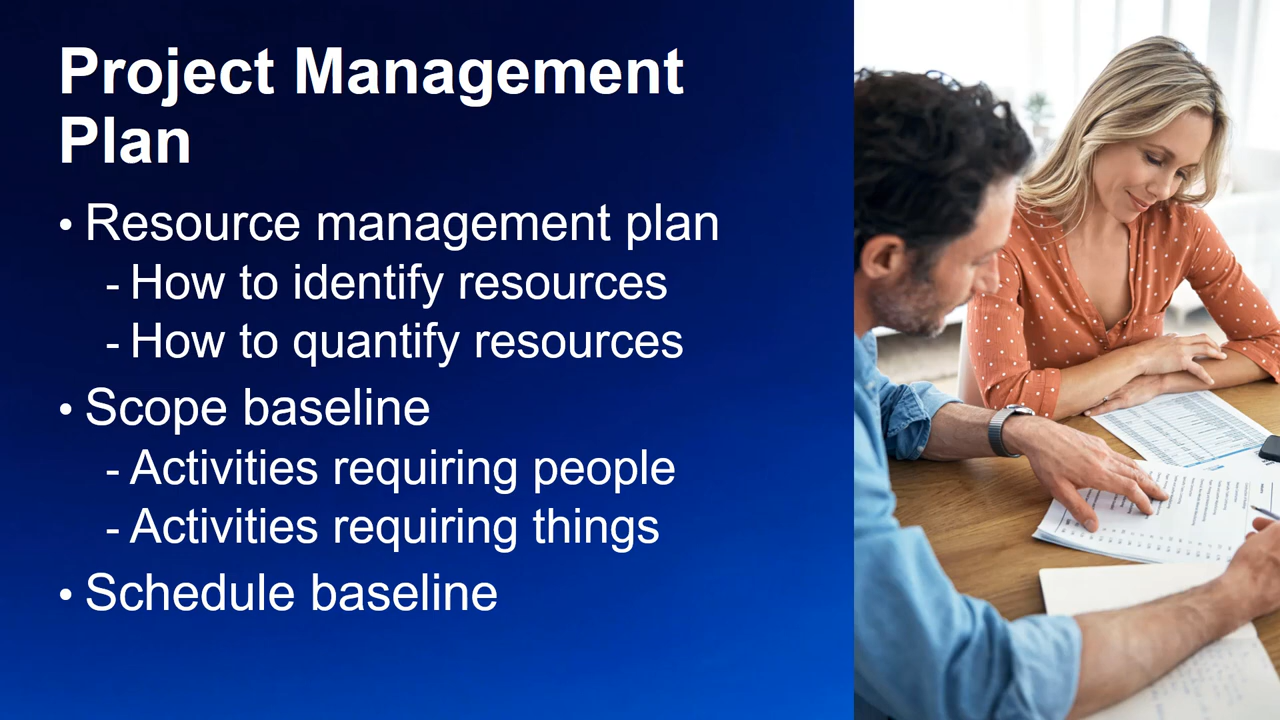 Project Management
Plan
• Resource management plan
- How to identify resources
- How to quantify resources
• Scope baseline
- Activities requiring people
- Activities requiring things
• Schedule baseline